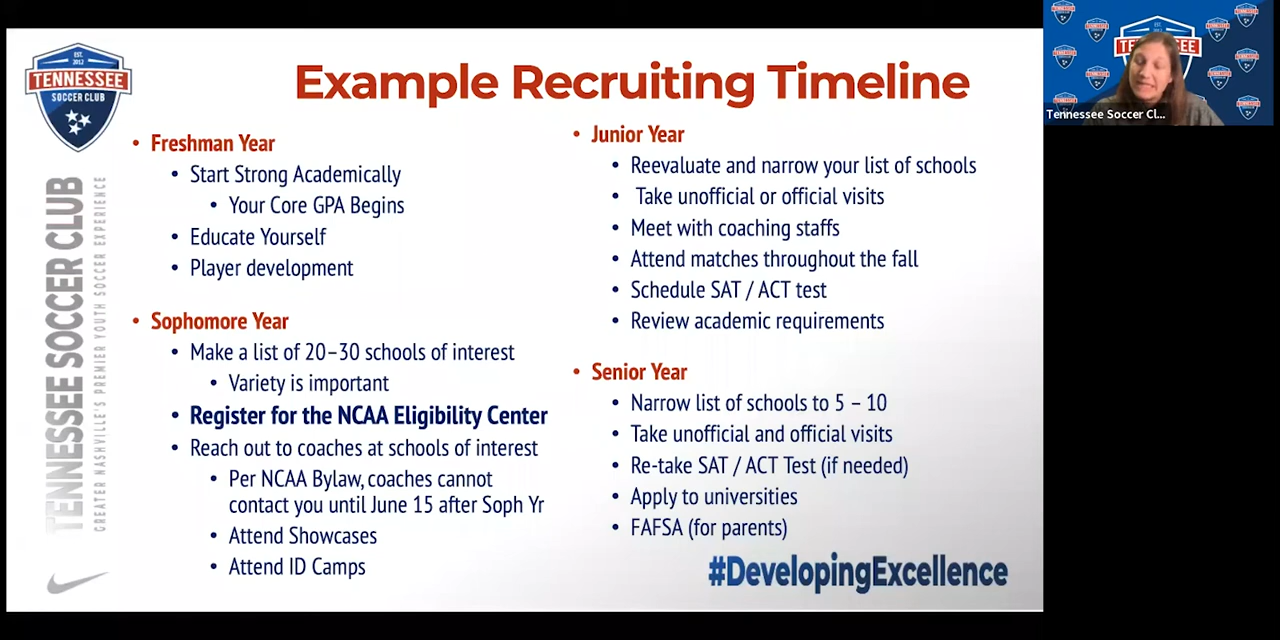 EST.
2012
TENNESSEE
SOCCER CLUB
TENNESSEE SOCCER CLUB
GREATER NASHVILLE'S PREMIER YOUTH SOCCER EXPERIENCE
Example Recruiting Timeline
• Freshman Year
• Start Strong Academically
• Your Core GPA Begins
• Educate Yourself
• Player development
• Sophomore Year
• Make a list of 20–30 schools of interest
• Variety is important
• Register for the NCAA Eligibility Center
• Reach out to coaches at schools of interest
• Per NCAA Bylaw, coaches cannot
contact you until June 15 after Soph Yr
• Attend Showcases
• Attend ID Camps
• Junior Year
• Reevaluate and narrow your list of schools
• Take unofficial or official visits
• Meet with coaching staffs
• Attend matches throughout the fall
• Schedule SAT / ACT test
• Review academic requirements
• Senior Year
• Narrow list of schools to 5 – 10
• Take unofficial and official visits
• Re-take SAT / ACT Test (if needed)
• Apply to universities
• FAFSA (for parents)
#DevelopingExcellence
TENNESSEE
Tennessee Soccer Cl...